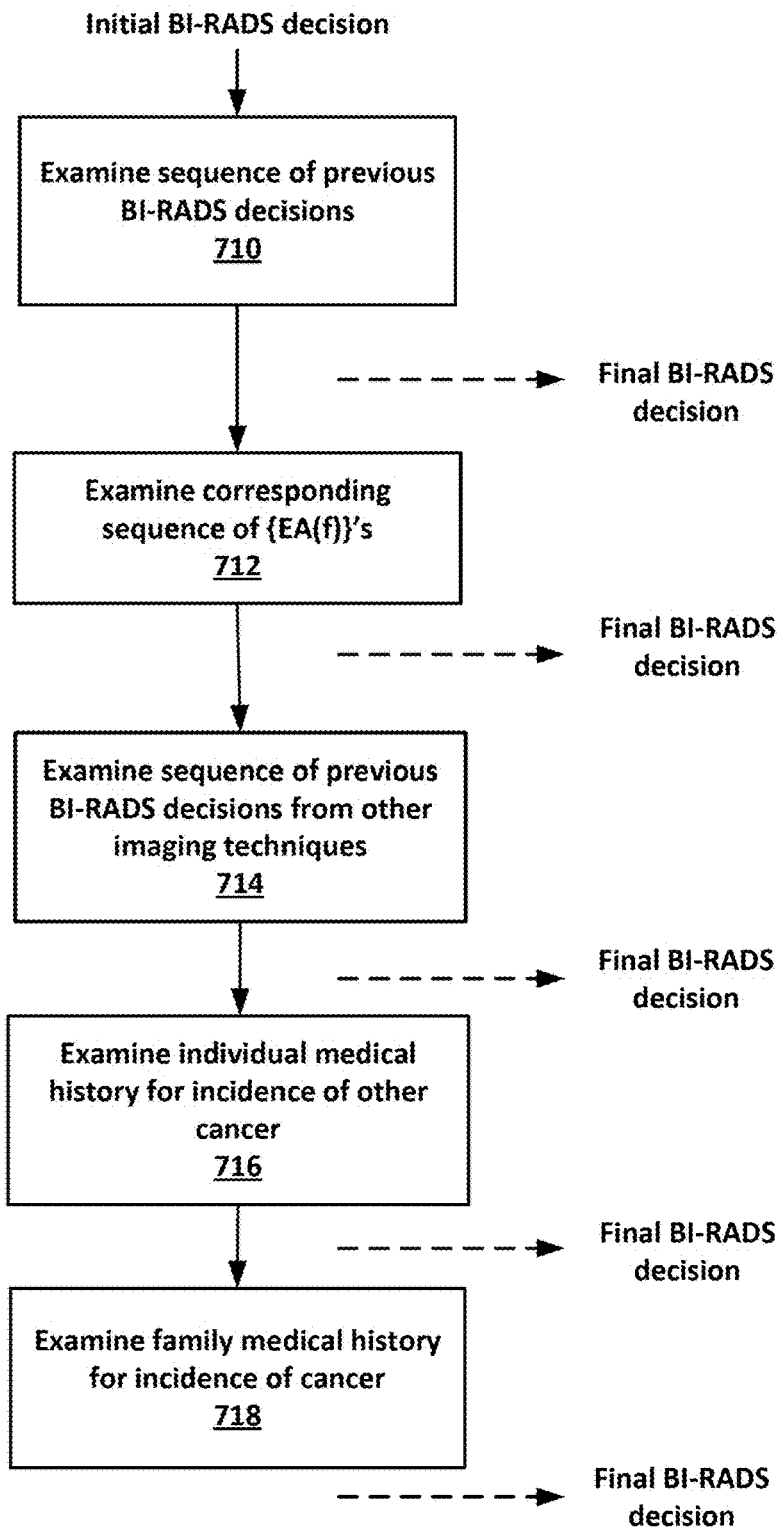 Initial BI-RADS decision
Examine sequence of previous
BI-RADS decisions
710
Final BI-RADS
decision
Examine corresponding
sequence of {EA(f)}'s
712
Final BI-RADS
decision
Examine sequence of previous
BI-RADS decisions from other
imaging techniques
714
Final BI-RADS
decision
Examine individual medical
history for incidence of other
cancer
716
Final BI-RADS
decision
Examine family medical history
for incidence of cancer
718
Final BI-RADS
decision